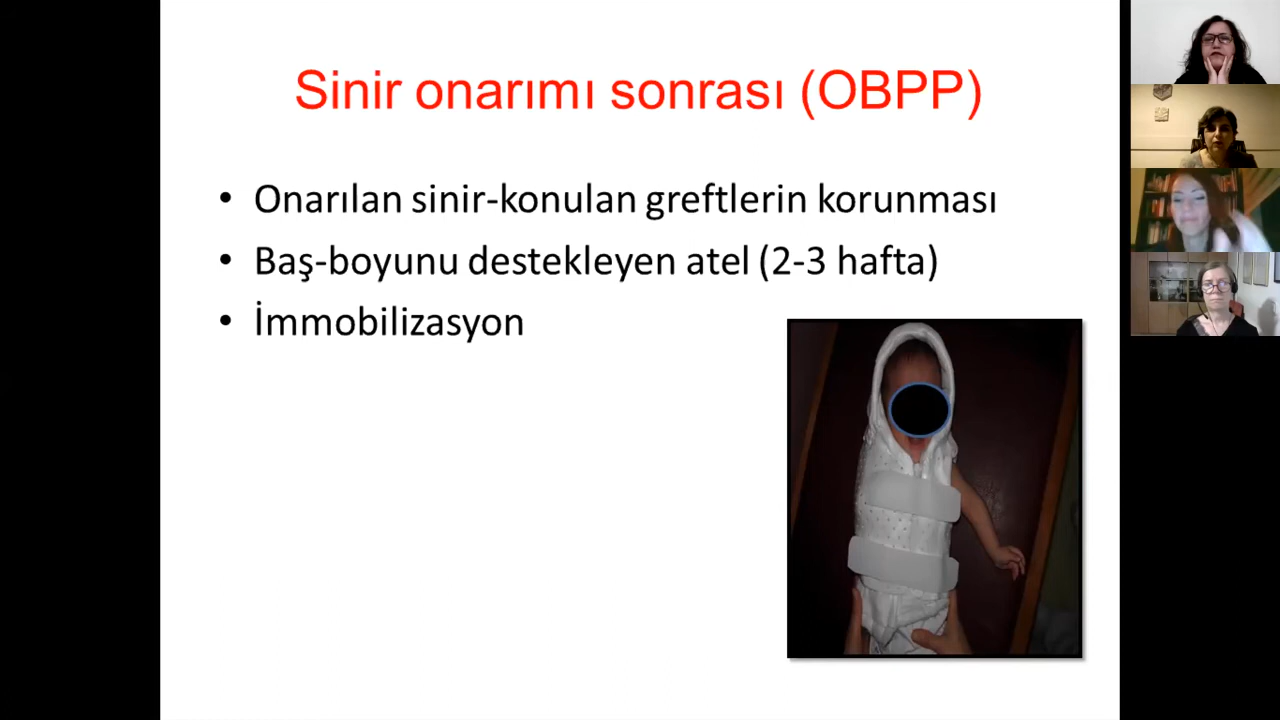 Sinir onarımı sonrası (OBPP)
• Onarılan sinir-konulan greftlerin korunması
• Baş-boyunu destekleyen atel (2-3 hafta)
• İmmobilizasyon